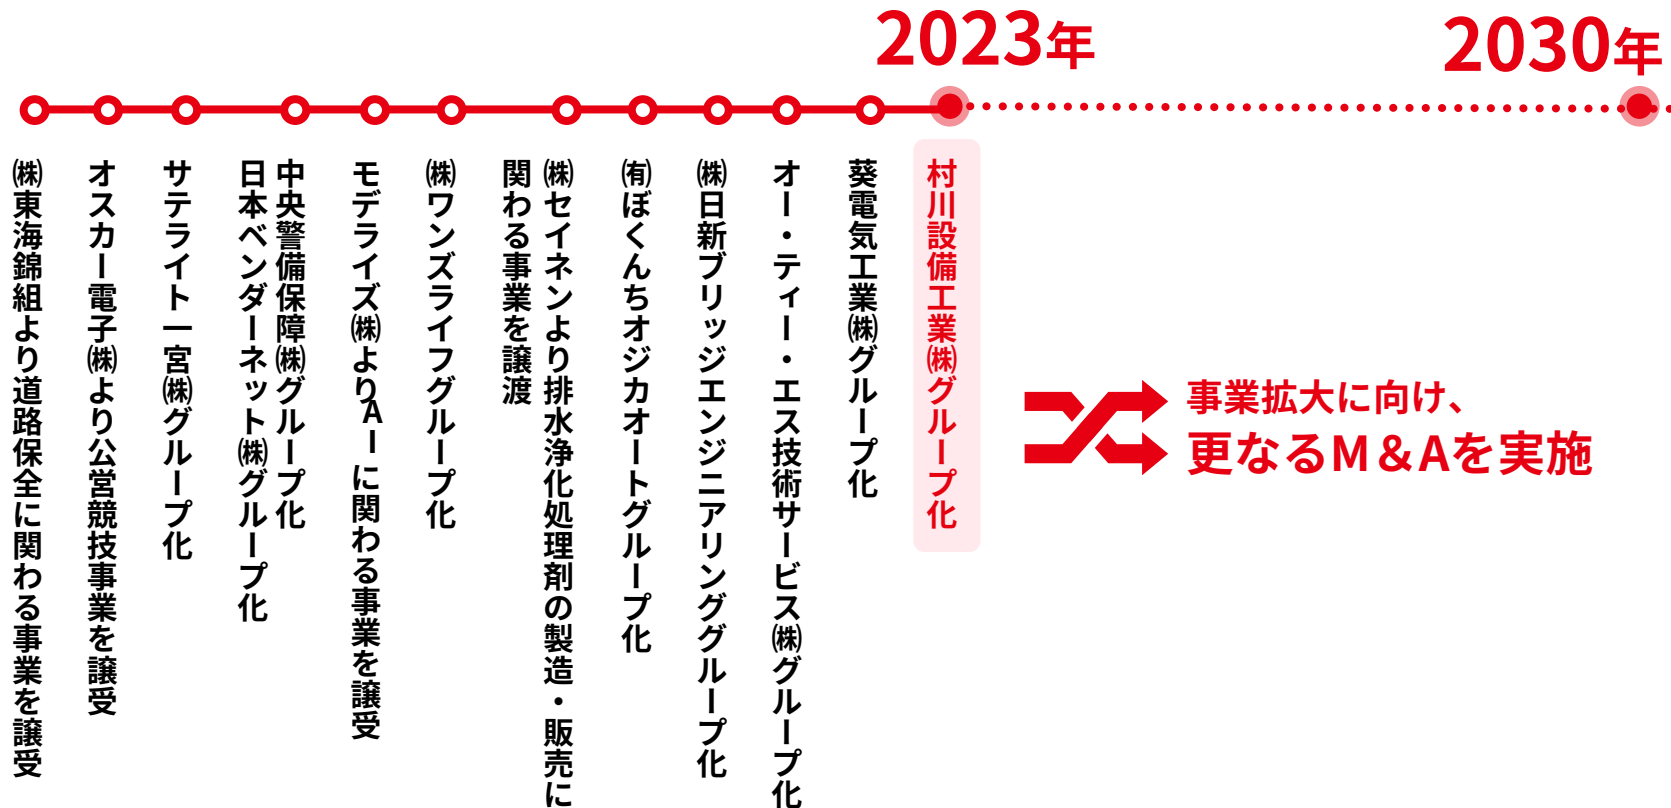 2023年
2030年
㈱東海錦組より道路保全に関わる事業を譲受
オスカー電子㈱より公営競技事業を譲受
サテライト一宮㈱グループ化
中央警備保障㈱グループ化
日本ベンダーネット㈱グループ化
モデライズ㈱よりAIに関わる事業を譲受
㈱ワンズライフグループ化
㈱セイネンより排水浄化処理剤の製造・販売に
関わる事業を譲渡
㈲ぼくんちオジカオートグループ化
㈱日新ブリッジエンジニアリンググループ化
オー・ティー・エス技術サービス㈱グループ化
葵電気工業㈱グループ化
村川設備工業㈱グループ化
事業拡大に向け、
更なるM&Aを実施